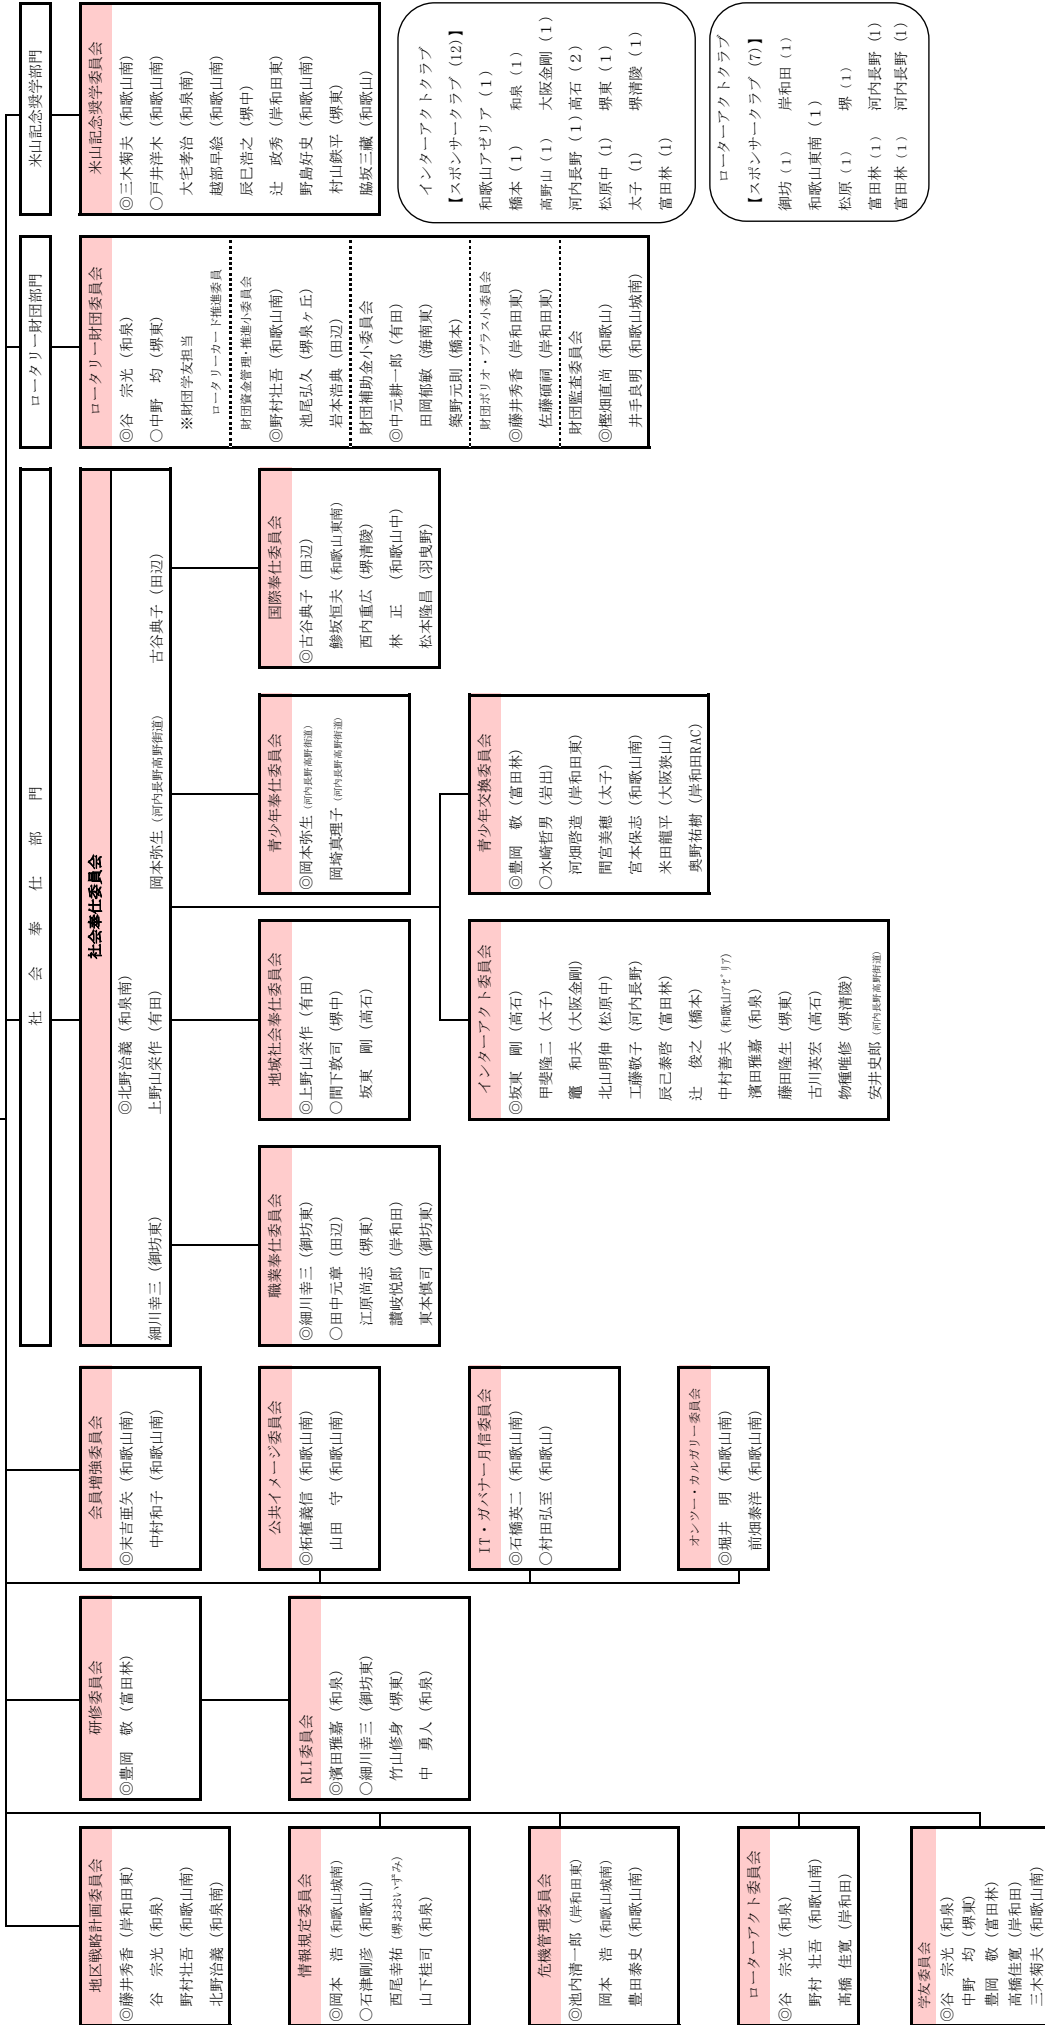 地区戦略計画委員会
◎藤井秀香（岸和田東）
谷　宗光（和泉）
野村壮吾（和歌山南）
北野治義（和泉南）
情報規定委員会
◎岡本　浩（和歌山城南）
○石津剛彦（和歌山）
西尾幸祐（堺おおいずみ）
山下桂司（和泉）
危機管理委員会
◎池内清一郎（岸和田東）
岡本　浩（和歌山城南）
豊田泰史（和歌山南）
ローターアクト委員会
◎谷　宗光（和泉）
野村 壮吾（和歌山南）
髙橋 佳寛（岸和田）
学友委員会
◎谷　宗光（和泉）
中野　均（堺東）
豊岡　敬（富田林）
高橋佳寛（岸和田）
三木菊夫（和歌山南）
研修委員会
◎豊岡　敬（富田林）
RLI委員会
◎濱田雅嘉（和泉）
○細川幸三（御坊東）
竹山修身（堺東）
中　勇人（和泉）
会員増強委員会
◎末吉亜矢（和歌山南）
中村和子（和歌山南）
公共イメージ委員会
◎柘植義信（和歌山南）
山田　守（和歌山南）
IT・ガバナー月信委員会
◎石橋英二（和歌山南）
○村田弘至（和歌山）
オンツー・カルガリー委員会
◎堀井　明（和歌山南）
前畑泰洋（和歌山南）
社会奉仕部門
社会奉仕委員会
◎北野治義（和泉南）
細川幸三（御坊東）　上野山栄作（有田）　岡本弥生（河内長野高野街道）　古谷典子（田辺）
職業奉仕委員会
◎細川幸三（御坊東）
○田中元章（田辺）
江原尚志（堺東）
讃岐悦郎（岸和田）
東本慎司（御坊東）
地域社会奉仕委員会
◎上野山栄作（有田）
○間下敦司（堺中）
坂東　剛（高石）
青少年奉仕委員会
◎岡本弥生（河内長野高野街道）
岡埼真理子（河内長野高野街道）
国際奉仕委員会
◎古谷典子（田辺）
鯵坂恒夫（和歌山東南）
西内重広（堺清陵）
林　正　（和歌山中）
松本隆昌（羽曳野）
インターアクト委員会
◎坂東　剛（高石）
甲斐隆二（太子）
竈　和夫（大阪金剛）
北山明伸（松原中）
工藤敬子（河内長野）
辰己泰啓（富田林）
辻　俊之（橋本）
中村善夫（和歌山ｱｾﾞﾘｱ）
濱田雅嘉（和泉）
藤田隆生（堺東）
古川英宏（高石）
物種唯修（堺清陵）
安井史郎（河内長野高野街道）
青少年交換委員会
◎豊岡　敬（富田林）
○水崎哲男（岩出）
河畑啓造（岸和田東）
間宮美穂（太子）
宮本保志（和歌山南）
米田龍平（大阪狭山）
奥野祐樹（岸和田RAC）
ロータリー財団部門
ロータリー財団委員会
◎谷　宗光（和泉）
○中野　均（堺東）
※財団学友担当
ロータリーカード推進委員
財団資金管理・推進小委員会
◎野村壮吾（和歌山南）
池尾弘久（堺泉ヶ丘）
岩本浩典（田辺）
財団補助金小委員会
◎中元耕一郎（有田）
田岡郁敏（海南東）
築野元則（橋本）
財団ポリオ・プラス小委員会
◎藤井秀香（岸和田東）
佐藤碩祠（岸和田東）
財団監査委員会
◎樫畑直尚（和歌山）
井手良明（和歌山城南）
米山記念奨学部門
米山記念奨学委員会
◎三木菊夫（和歌山南）
○戸井洋木（和歌山南）
大宅孝治（和泉南）
越部早絵（和歌山南）
辰巳浩之（堺中）
辻　政秀（岸和田東）
野島好史（和歌山南）
村山鉄平（堺東）
脇坂三蔵（和歌山）
インターアクトクラブ
【スポンサークラブ（12）】
和歌山アゼリア（１）
橋本（１）　和泉（１）
高野山（１）　大阪金剛（１）
河内長野（１）高石（２）
松原中（1）　堺東（１）
太子（1）　堺清陵（１）
富田林（1）
ローターアクトクラブ
【スポンサークラブ（7）】
御坊（１）　岸和田（１）
和歌山東南（１）
松原（１）　堺（１）
富田林（１）　河内長野（1）
富田林（１）　河内長野（1）